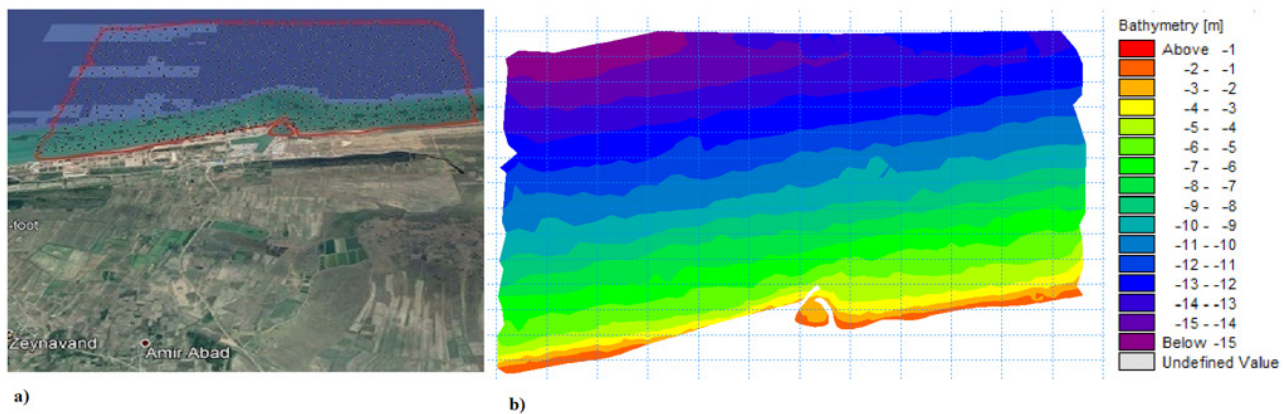 -foot
Zeynavand
Amir Abad
a)
b)
Bathymetry [m]
Above -1
-2 - -1
-3 - -2
-4 - -3
-5 - -4
-6 - -5
-7 - -6
-8 - -7
-9 - -8
-10 - -9
-11 - -10
-12 - -11
-13 - -12
-14 - -13
-15 - -14
Below -15
Undefined Value